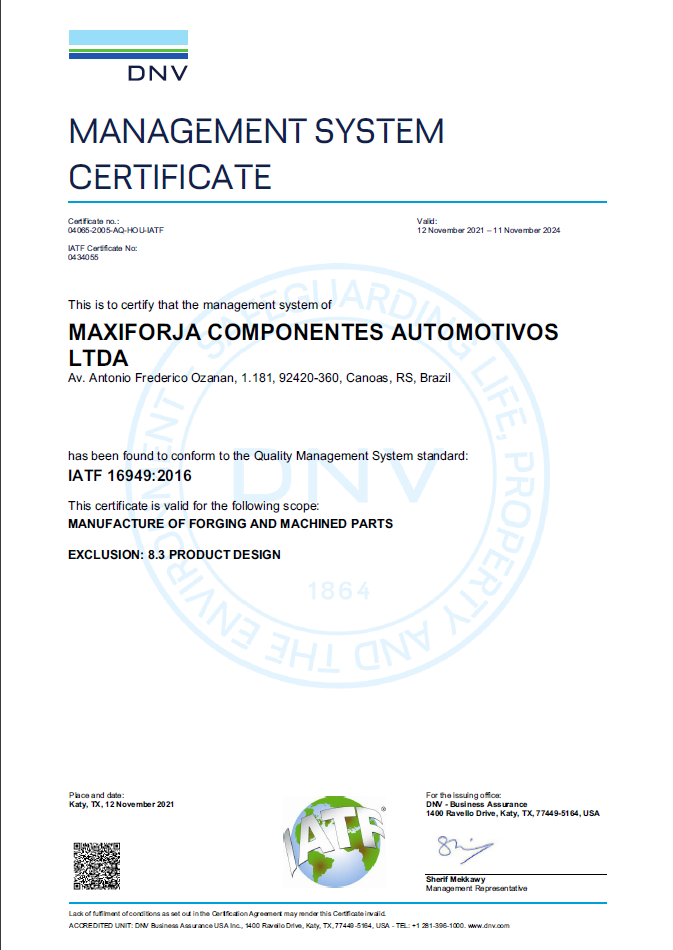 DNV
MANAGEMENT SYSTEM
CERTIFICATE
Certificate no.:
04065-2005-AQ-HOU-IATF
Valid:
12 November 2021 – 11 November 2024
IATF Certificate No:
0434055
This is to certify that the management system of
MAXIFORJA COMPONENTES AUTOMOTIVOS
LTDA
Av. Antonio Frederico Ozanan, 1.181, 92420-360, Canoas, RS, Brazil
has been found to conform to the Quality Management System standard:
IATF 16949:2016
This certificate is valid for the following scope:
MANUFACTURE OF FORGING AND MACHINED PARTS
EXCLUSION: 8.3 PRODUCT DESIGN
SAFEGUARDING LIFE, PROPERTY AND THE ENVIRONMENT –
DNV
1864
Place and date:
Katy, TX, 12 November 2021
IATF®
For the issuing office:
DNV - Business Assurance
1400 Ravello Drive, Katy, TX, 77449-5164, USA
Sherif Mekkawy
Management Representative
Lack of fulfilment of conditions as set out in the Certification Agreement may render this Certificate invalid.
ACCREDITED UNIT: DNV Business Assurance USA Inc., 1400 Ravello Drive, Katy, TX, 77449-5164, USA - TEL: +1 281-396-1000. www.dnv.com